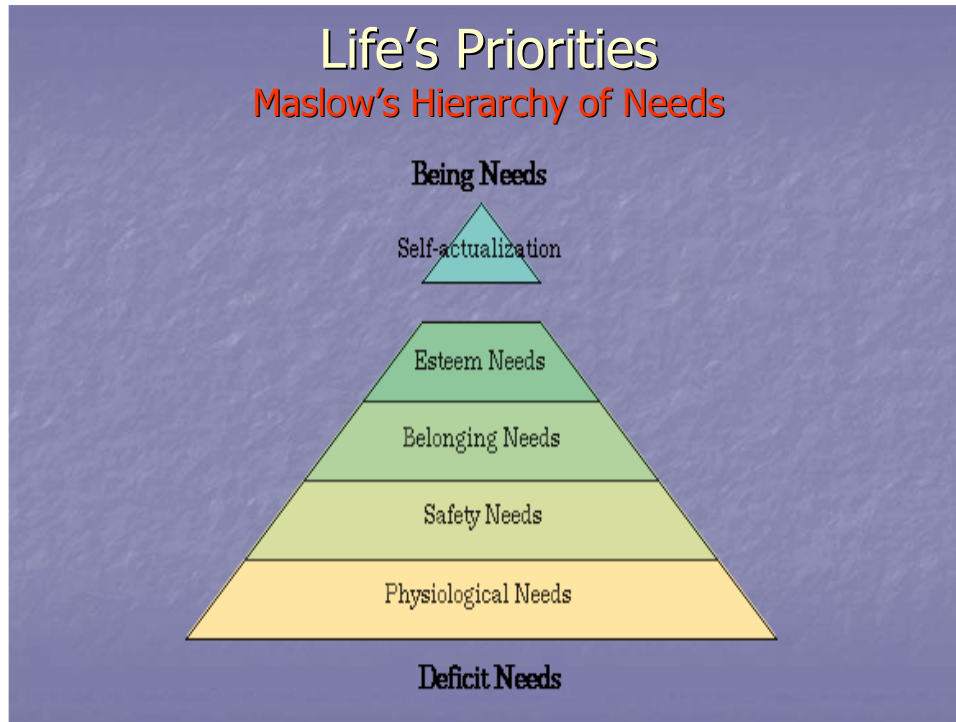 Life’s Priorities
Maslow’s Hierarchy of Needs
Being Needs
Self-actualization
Esteem Needs
Belonging Needs
Safety Needs
Physiological Needs
Deficit Needs